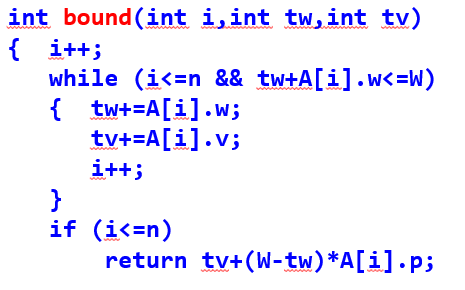 int bound(int i,int tw,int tv)
{  i++;
   while (i<=n && tw+A[i].w<=W)
   {  tw+=A[i].w;
      tv+=A[i].v;
      i++;
   }
   if (i<=n)
       return tv+(W-tw)*A[i].p;